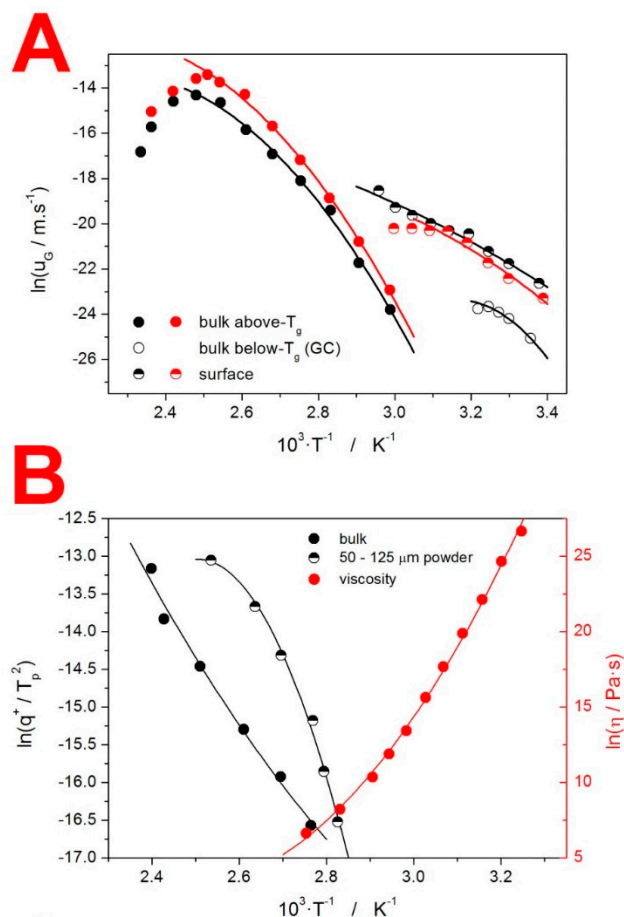 A
-14
-16
-18
-20
-22
-24
-26
ln(u_G / m.s⁻¹)
bulk above-T_g
bulk below-T_g (GC)
surface
2.4 2.6 2.8 3.0 3.2 3.4
10³·T⁻¹ / K⁻¹
B
-12.5
-13.0
-13.5
-14.0
-14.5
-15.0
-15.5
-16.0
-16.5
-17.0
ln(q⁺ / T_p²)
bulk
50 - 125 μm powder
viscosity
25
20
15
10
5
ln(η / Pa·s)
2.4 2.6 2.8 3.0 3.2
10³·T⁻¹ / K⁻¹